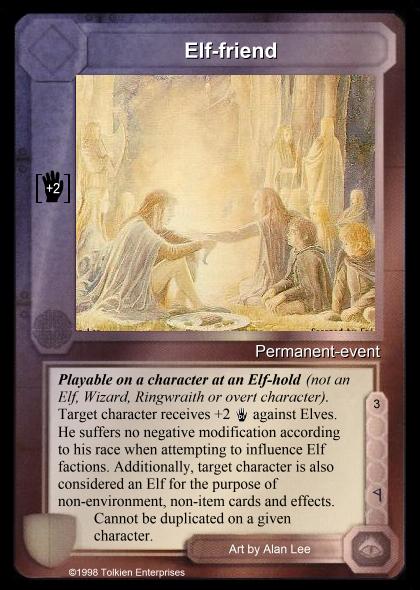 Elf-friend
[+2]
Permanent-event
Playable on a character at an Elf-hold (not an
Elf, Wizard, Ringwraith or overt character).
Target character receives +2 against Elves.
He suffers no negative modification according
to his race when attempting to influence Elf
factions. Additionally, target character is also
considered an Elf for the purpose of
non-environment, non-item cards and effects.
Cannot be duplicated on a given
character.
3
Art by Alan Lee
©1998 Tolkien Enterprises